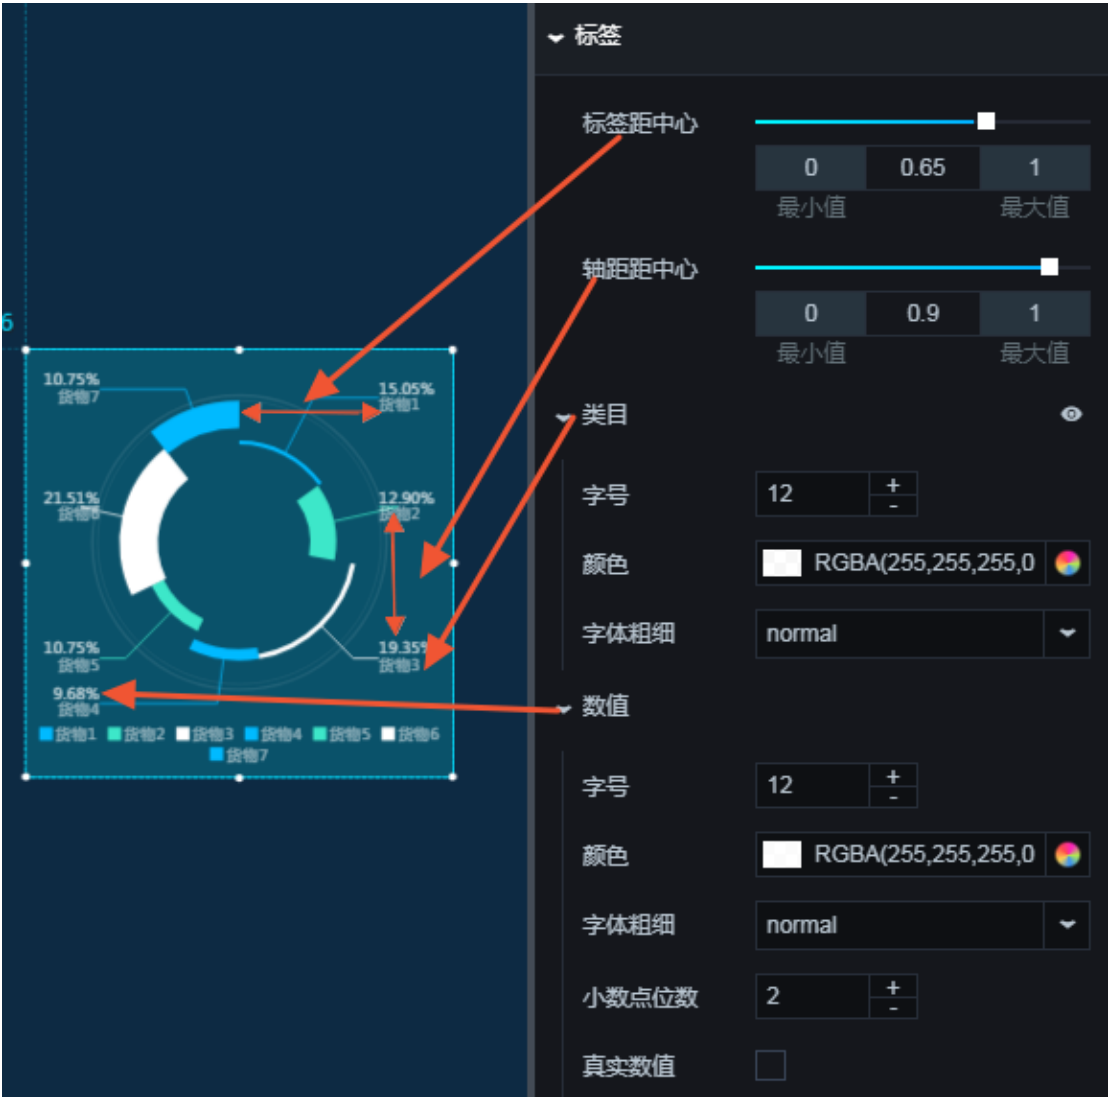 标签
标签距中心
0
0.65
1
最小值
最大值
轴距距中心
0
0.9
1
最小值
最大值
类目
字号
12
+
-
颜色
RGBA(255,255,255,0
字体粗细
normal
数值
字号
12
+
-
颜色
RGBA(255,255,255,0
字体粗细
normal
小数点位数
2
+
-
真实数值
6
10.75%
货物7
15.05%
货物1
21.51%
货物6
12.90%
货物2
10.75%
货物5
19.35%
货物3
9.68%
货物4
货物1 货物2 货物3 货物4 货物5 货物6
货物7